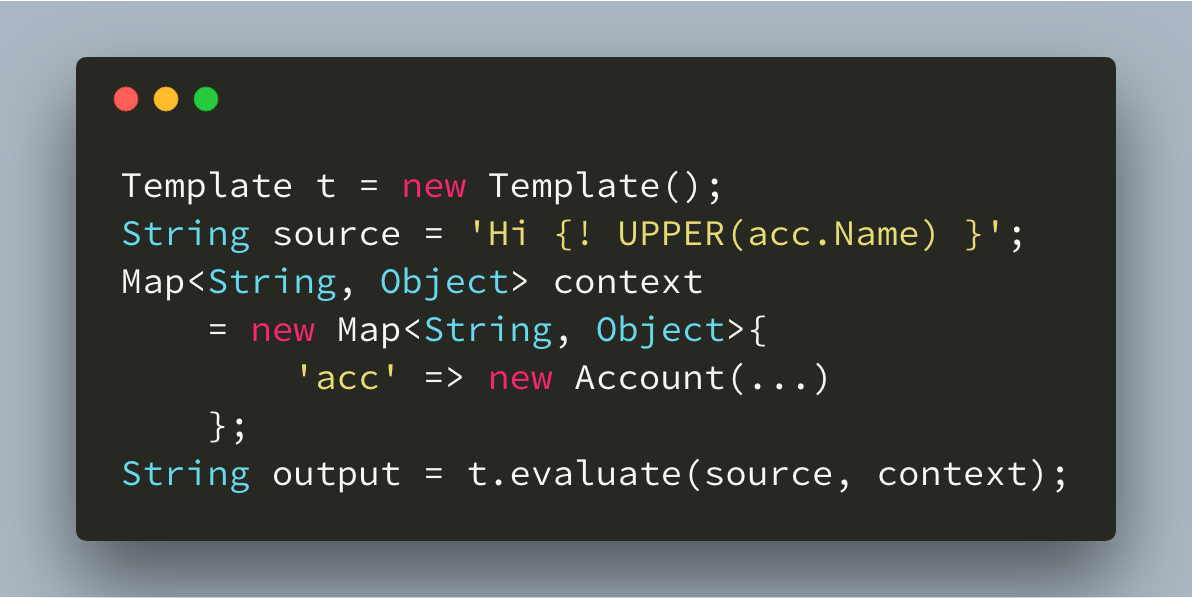 Template t = new Template();
String source = 'Hi {! UPPER(acc.Name) }';
Map<String, Object> context
    = new Map<String, Object>{
        'acc' => new Account(...)
    };
String output = t.evaluate(source, context);